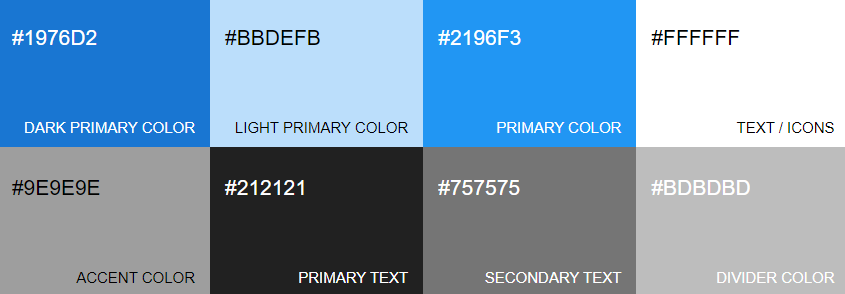 #1976D2
DARK PRIMARY COLOR
#BBDEFB
LIGHT PRIMARY COLOR
#2196F3
PRIMARY COLOR
#FFFFFF
TEXT / ICONS
#9E9E9E
ACCENT COLOR
#212121
PRIMARY TEXT
#757575
SECONDARY TEXT
#BDBDBD
DIVIDER COLOR